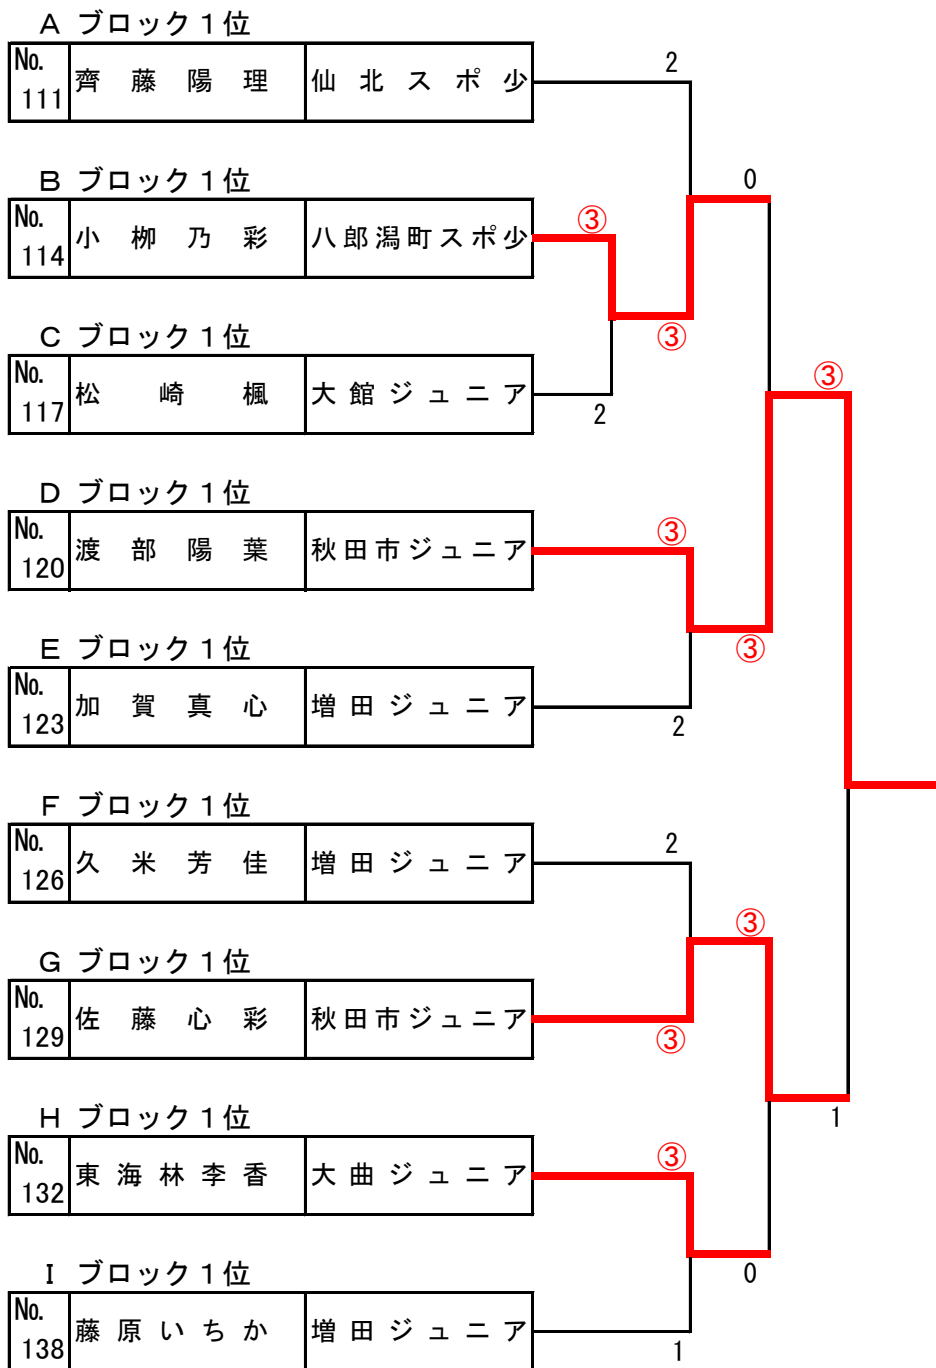 A ブロック１位
No. 111 齊藤陽理 仙北スポ少
2
B ブロック１位
0
No. 114 小栁乃彩 八郎潟町スポ少
③
C ブロック１位
③
No. 117 松崎楓 大館ジュニア
③
2
D ブロック１位
No. 120 渡部陽葉 秋田市ジュニア
③
E ブロック１位
③
No. 123 加賀真心 増田ジュニア
2
F ブロック１位
No. 126 久米芳佳 増田ジュニア
2
③
G ブロック１位
No. 129 佐藤心彩 秋田市ジュニア
③
H ブロック１位
1
No. 132 東海林李香 大曲ジュニア
③
I ブロック１位
0
No. 138 藤原いちか 増田ジュニア
1